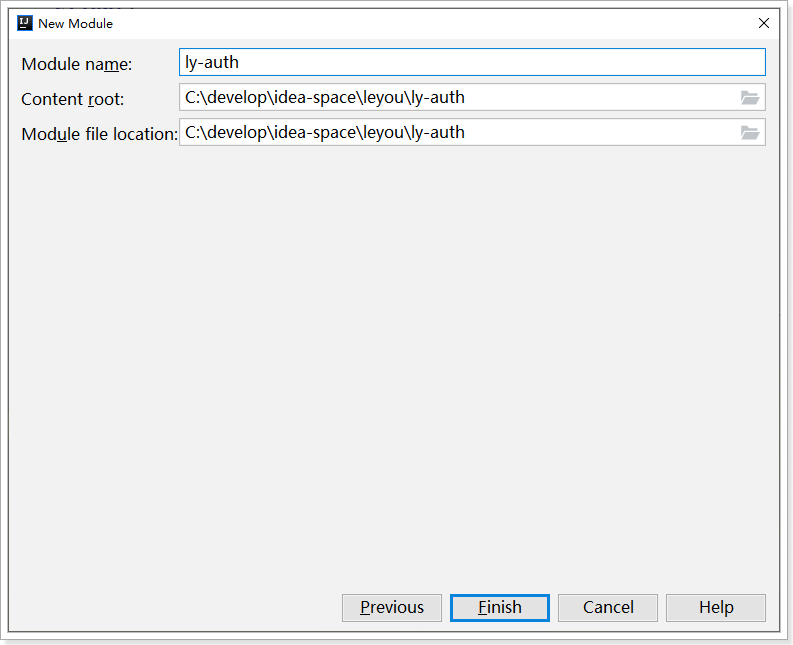 New Module
Module name: ly-auth
Content root: C:\develop\idea-space\leyou\ly-auth
Module file location: C:\develop\idea-space\leyou\ly-auth
Previous Finish Cancel Help